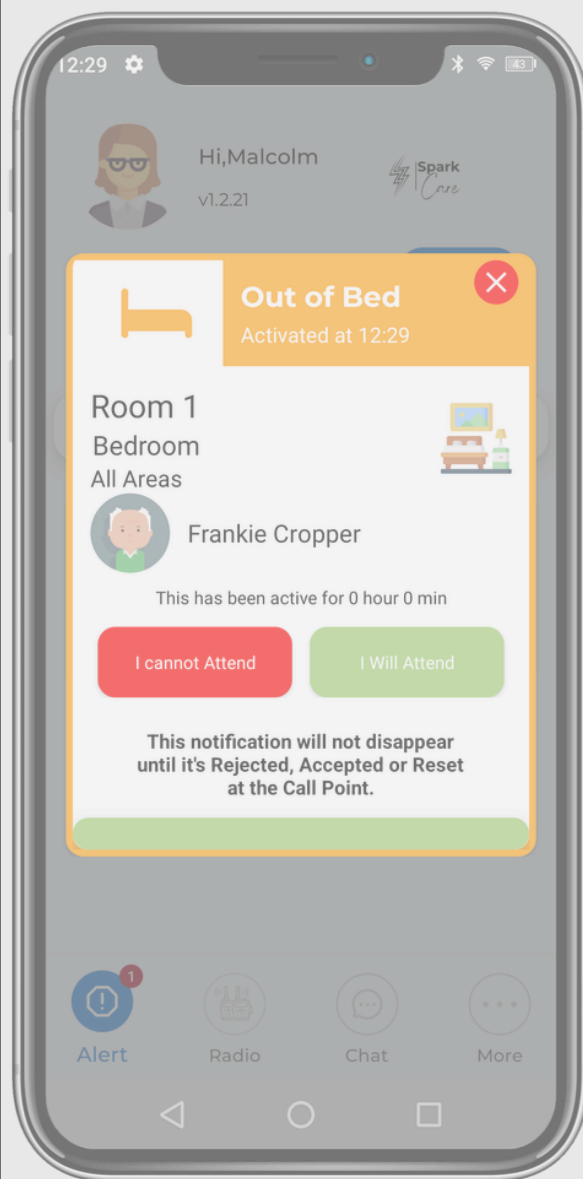 12:29
43
Hi,Malcolm
v1.2.21
Spark
Care
Out of Bed
Activated at 12:29
Room 1
Bedroom
All Areas
Frankie Cropper
This has been active for 0 hour 0 min
I cannot Attend
I Will Attend
This notification will not disappear
until it's Rejected, Accepted or Reset
at the Call Point.
1
Alert
Radio
Chat
More